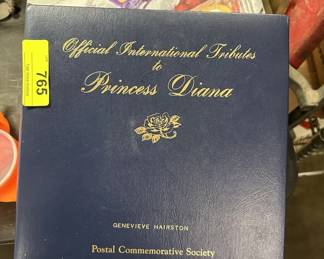 765
Official International Tributes
to
Princess Diana
GENEVIEVE HAIRSTON
Postal Commemorative Society